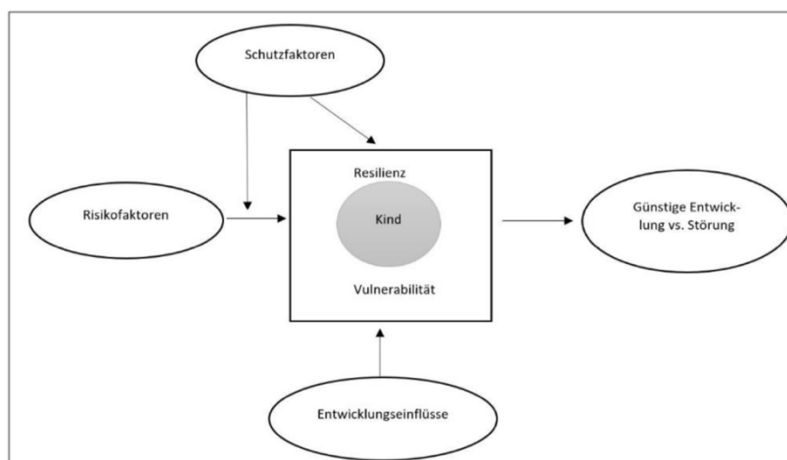 Schutzfaktoren
Resilienz
Risikofaktoren
Kind
Günstige Entwick-
lung vs. Störung
Vulnerabilität
Entwicklungseinflüsse